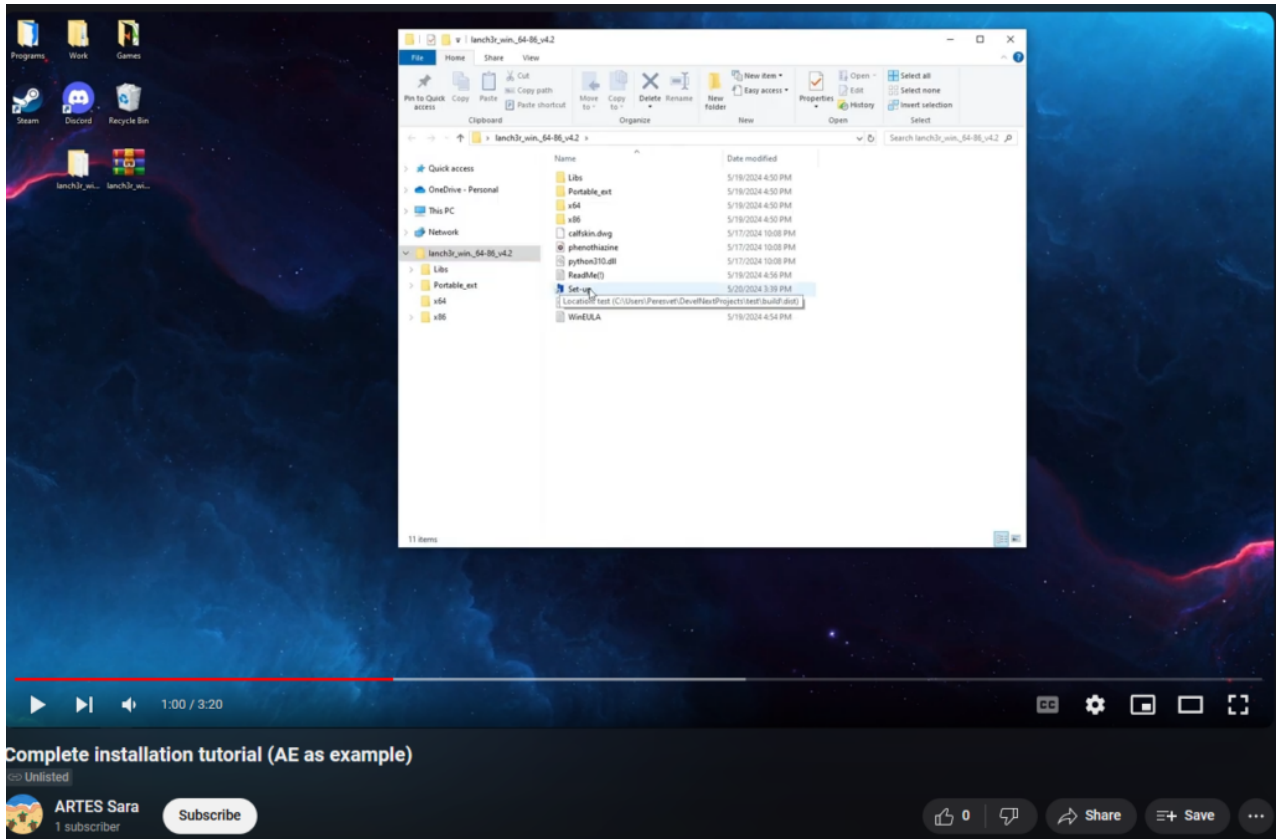 Programs
Work
Games
Steam
Discord
Recycle Bin
lanch3r_wi...
lanch3r_wi...
lanch3r_win._64-86_v4.2
File
Home
Share
View
Pin to Quick access
Copy
Paste
Cut
Copy path
Paste shortcut
Clipboard
Move to
Copy to
Delete
Rename
Organize
New folder
New item
Easy access
New
Properties
Open
Edit
History
Open
Select all
Select none
Invert selection
Select
lanch3r_win._64-86_v4.2
Search lanch3r_win._64-86_v4.2
Quick access
OneDrive - Personal
This PC
Network
lanch3r_win._64-86_v4.2
Libs
Portable_ext
x64
x86
Name Date modified
Libs 5/19/2024 4:50 PM
Portable_ext 5/19/2024 4:50 PM
x64 5/19/2024 4:50 PM
x86 5/19/2024 4:50 PM
calfskin.dwg 5/17/2024 10:08 PM
phenothiazine 5/17/2024 10:08 PM
python310.dll 5/17/2024 10:08 PM
ReadMe(!) 5/19/2024 4:56 PM
Set-up 5/20/2024 3:39 PM
Location: test (C:\Users\Peresvet\DevelNextProjects\test\build\dist)
WinEULA 5/19/2024 4:54 PM
11 items
1:00 / 3:20
CC
Complete installation tutorial (AE as example)
Unlisted
ARTES Sara
1 subscriber
Subscribe
0
Share
Save